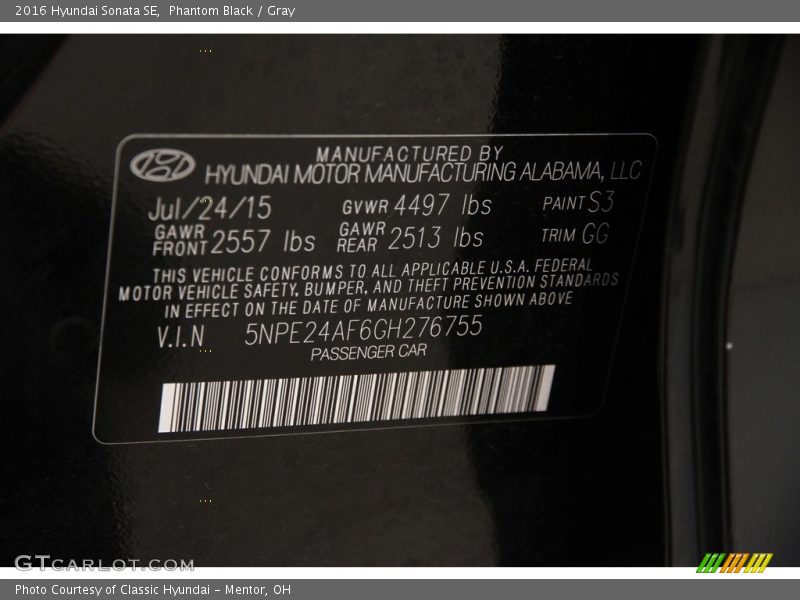 2016 Hyundai Sonata SE, Phantom Black / Gray
MANUFACTURED BY
HYUNDAI MOTOR MANUFACTURING ALABAMA, LLC
Jul/24/15 GVWR 4497 lbs PAINT S3
GAWR FRONT 2557 lbs GAWR REAR 2513 lbs TRIM GG
THIS VEHICLE CONFORMS TO ALL APPLICABLE U.S.A. FEDERAL
MOTOR VEHICLE SAFETY, BUMPER, AND THEFT PREVENTION STANDARDS
IN EFFECT ON THE DATE OF MANUFACTURE SHOWN ABOVE
V.I.N 5NPE24AF6GH276755
PASSENGER CAR
GTCARLOT.COM
Photo Courtesy of Classic Hyundai - Mentor, OH